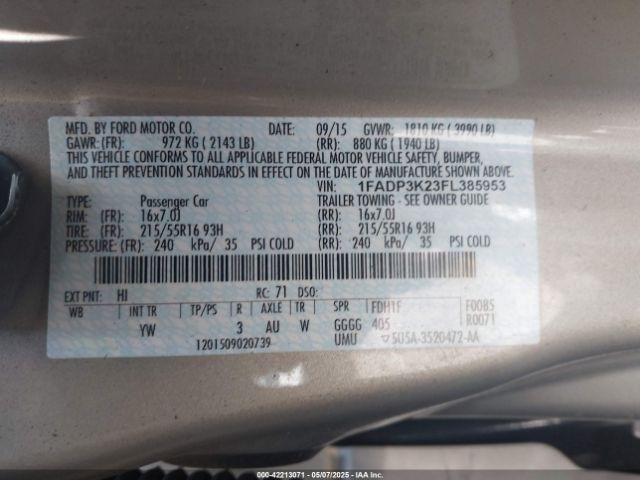 MFD. BY FORD MOTOR CO. DATE: 09/15 GVWR: 1810 KG ( 3990 LB)
GAWR: (FR): 972 KG ( 2143 LB) (RR): 880 KG ( 1940 LB)
THIS VEHICLE CONFORMS TO ALL APPLICABLE FEDERAL MOTOR VEHICLE SAFETY, BUMPER,
AND THEFT PREVENTION STANDARDS IN EFFECT ON THE DATE OF MANUFACTURE SHOWN ABOVE.
VIN: 1FADP3K23FL385953
TYPE: Passenger Car TRAILER TOWING - SEE OWNER GUIDE
RIM: (FR): 16x7.0J (RR): 16x7.0J
TIRE: (FR): 215/55R16 93H (RR): 215/55R16 93H
PRESSURE: (FR) 240 kPa/ 35 PSI COLD (RR): 240 kPa/ 35 PSI COLD
EXT PNT: HI RC: 71 DSO: FDH1F F0085
WB INT TR TP/PS R AXLE TR SPR R0071
YW 3 AU W GGGG 405
1201509020739 UMU 5U5A-3520472-AA
000-42213071 - 05/07/2025 - IAA Inc.